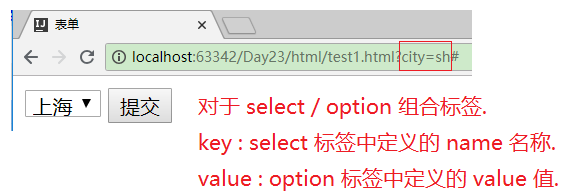 表单
localhost:63342/Day23/html/test1.html?city=sh#
上海 提交
对于 select / option 组合标签.
key : select 标签中定义的 name 名称.
value : option 标签中定义的 value 值.